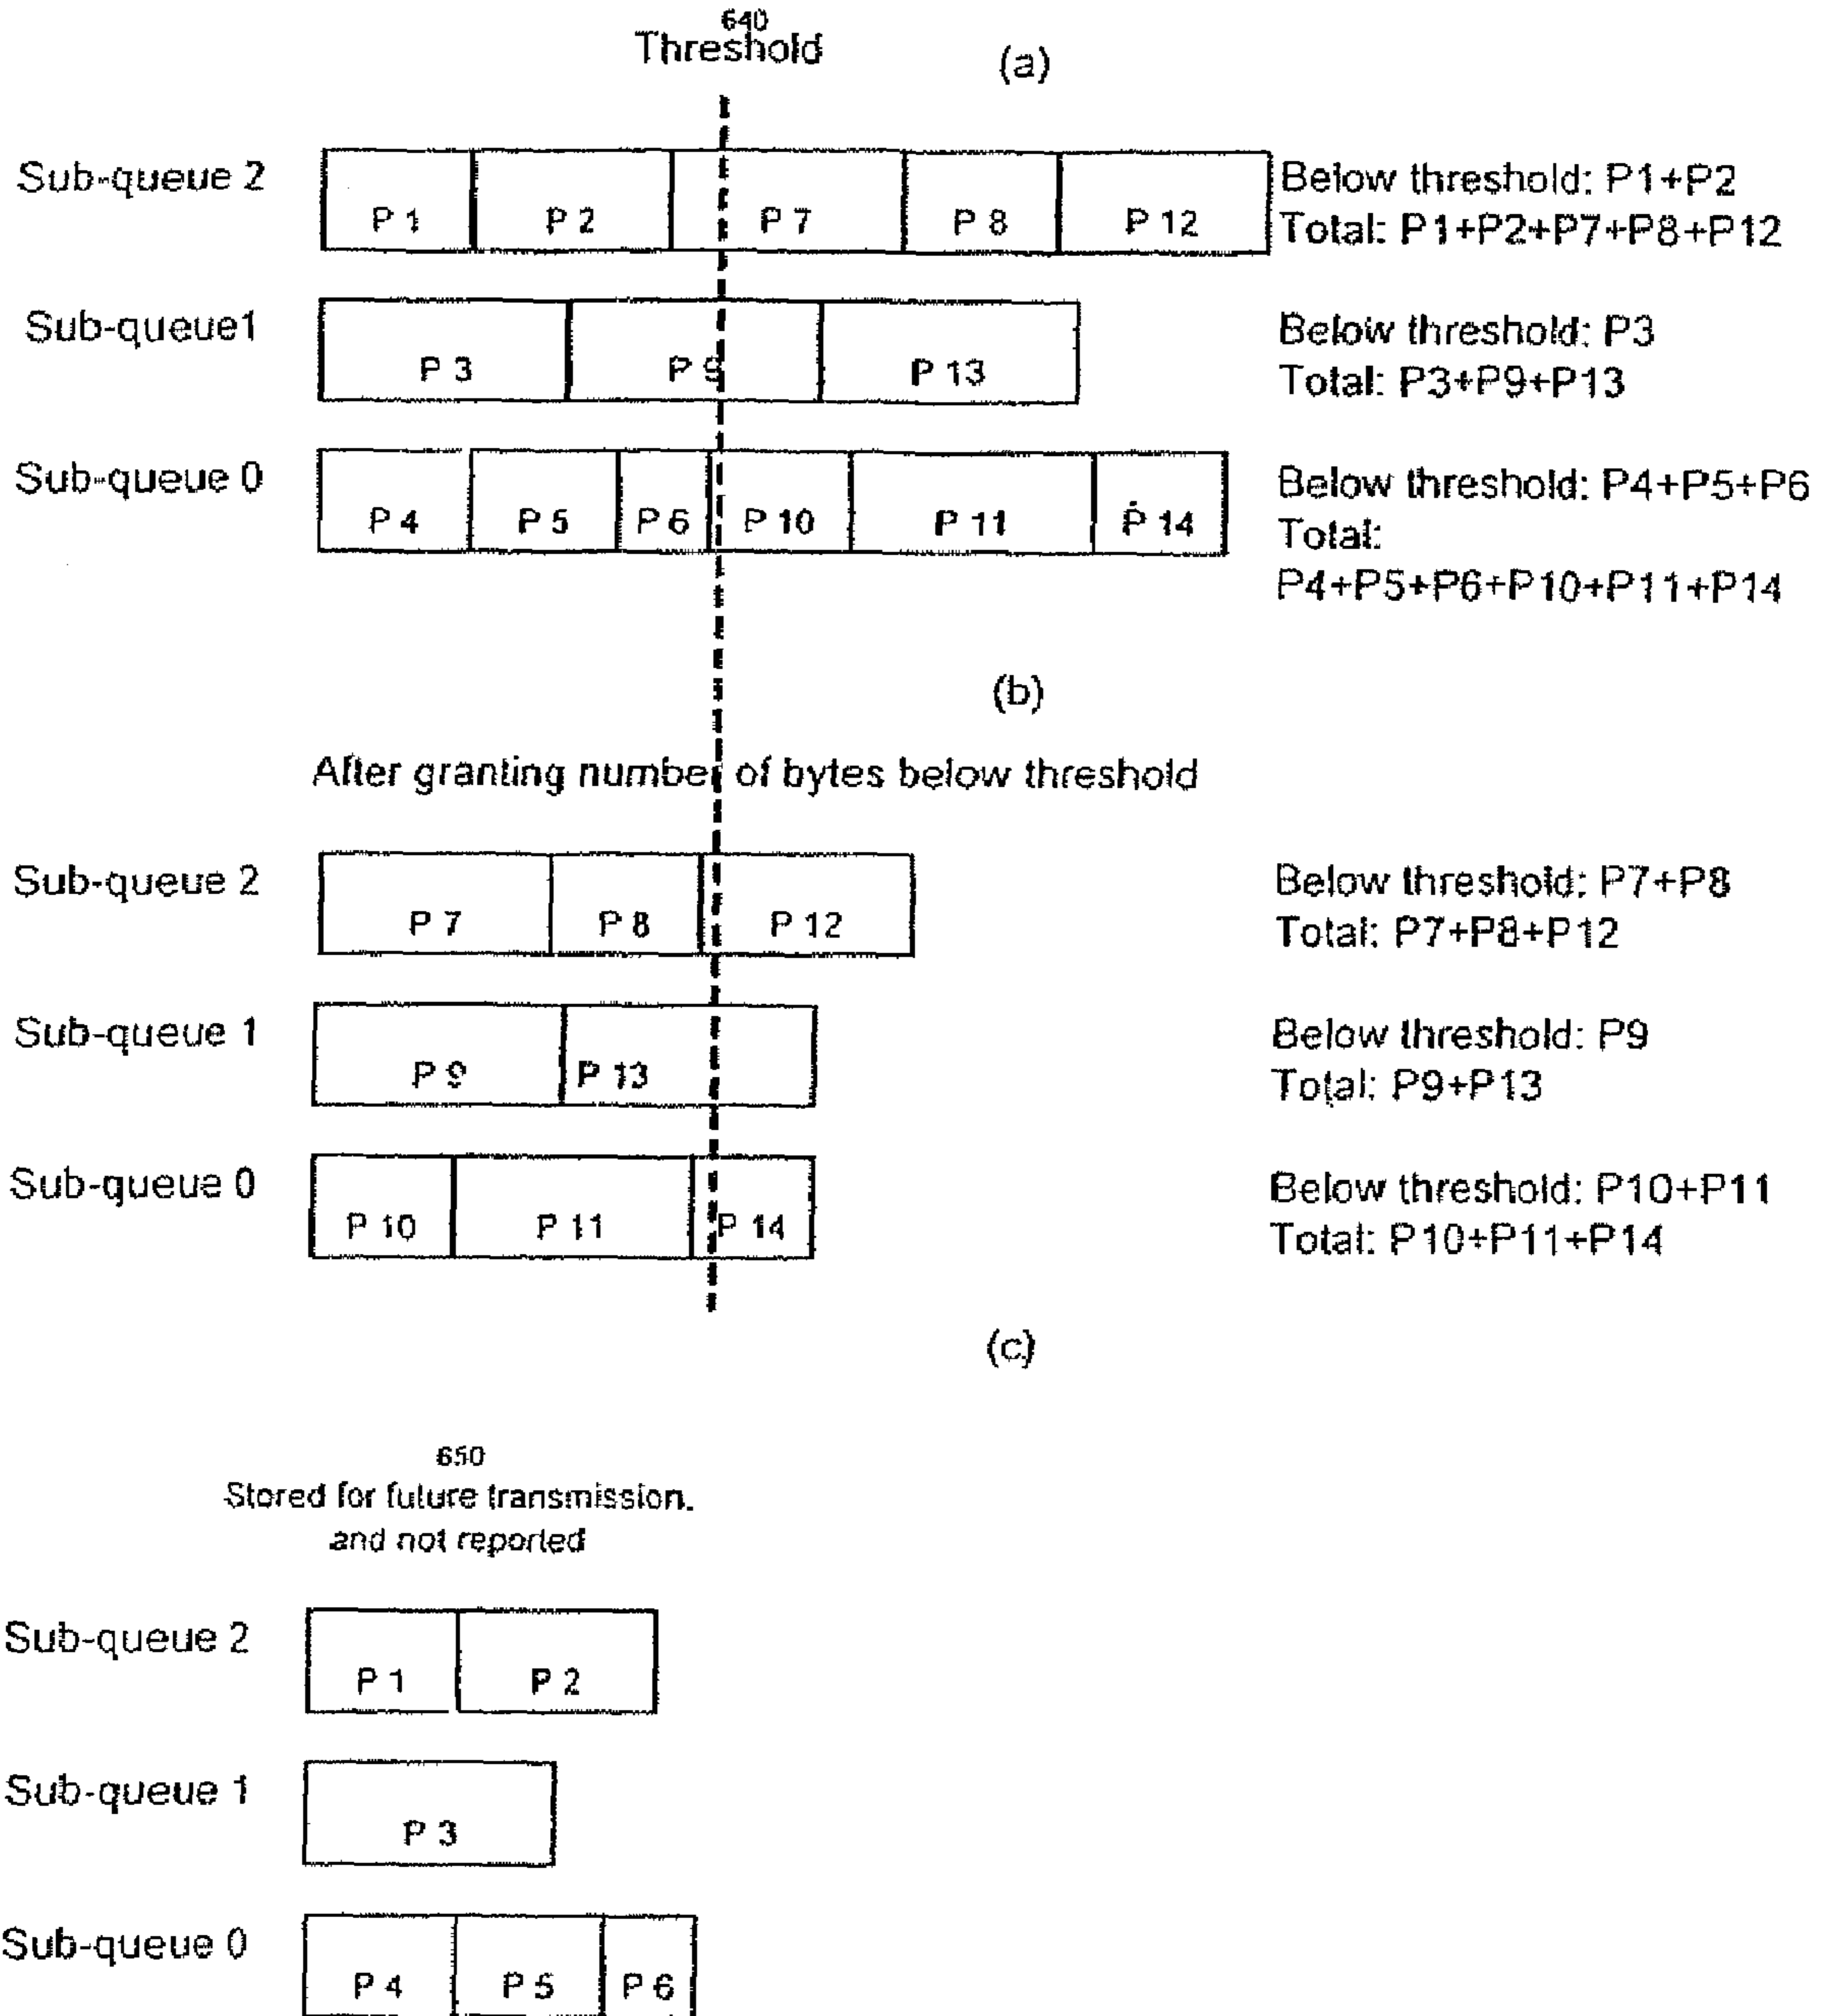 640
Threshold
(a)
Sub-queue 2
P 1
P 2
P 7
P 8
P 12
Below threshold: P1+P2
Total: P1+P2+P7+P8+P12
Sub-queue1
P 3
P 9
P 13
Below threshold: P3
Total: P3+P9+P13
Sub-queue 0
P 4
P 5
P 6
P 10
P 11
P 14
Below threshold: P4+P5+P6
Total:
P4+P5+P6+P10+P11+P14
(b)
After granting number of bytes below threshold
Sub-queue 2
P 7
P 8
P 12
Below threshold: P7+P8
Total: P7+P8+P12
Sub-queue 1
P 9
P 13
Below threshold: P9
Total: P9+P13
Sub-queue 0
P 10
P 11
P 14
Below threshold: P10+P11
Total: P10+P11+P14
(c)
650
Stored for future transmission.
and not reported
Sub-queue 2
P 1
P 2
Sub-queue 1
P 3
Sub-queue 0
P 4
P 5
P 6